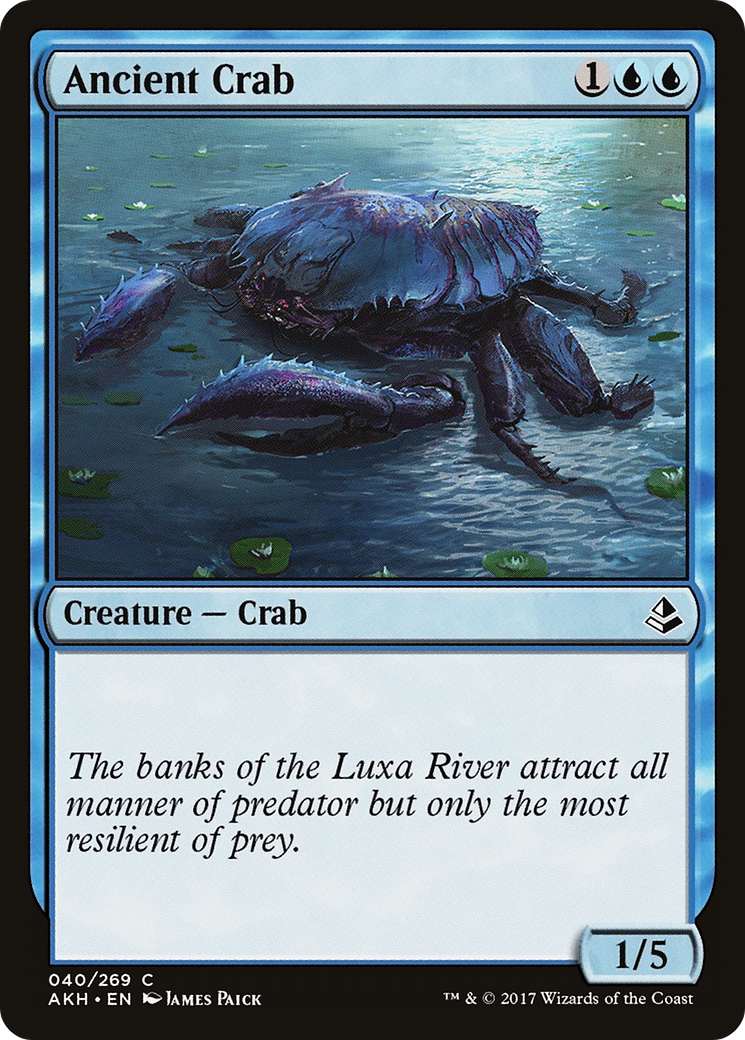 Ancient Crab 1
Creature — Crab
The banks of the Luxa River attract all
manner of predator but only the most
resilient of prey.
1/5
040/269 C
AKH • EN James Paick ™ & © 2017 Wizards of the Coast